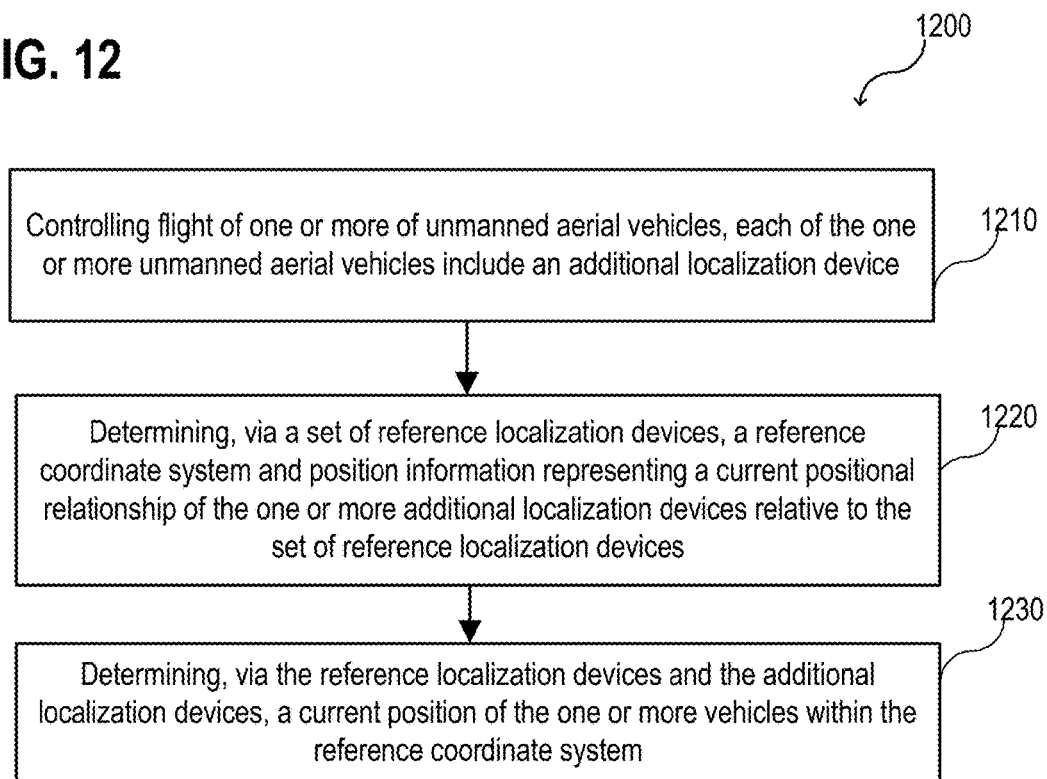 IG. 12
1200
Controlling flight of one or more of unmanned aerial vehicles, each of the one
or more unmanned aerial vehicles include an additional localization device
1210
Determining, via a set of reference localization devices, a reference
coordinate system and position information representing a current positional
relationship of the one or more additional localization devices relative to the
set of reference localization devices
1220
Determining, via the reference localization devices and the additional
localization devices, a current position of the one or more vehicles within the
reference coordinate system
1230